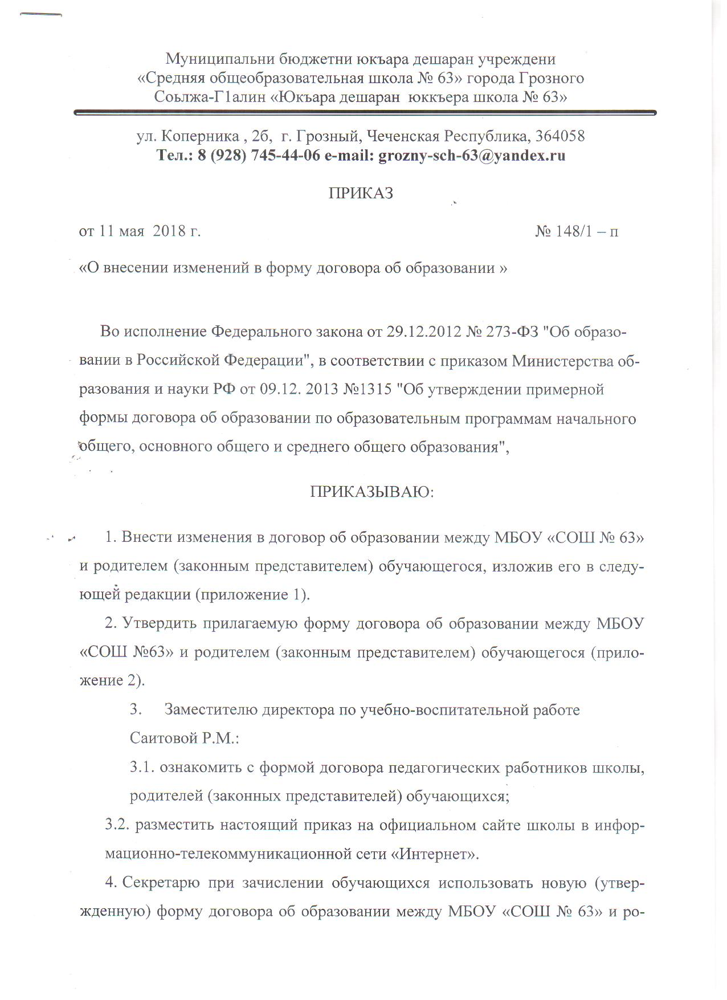 Муниципальни бюджетни юкъара дешаран учреждени
«Средняя общеобразовательная школа № 63» города Грозного
Соьлжа-Г1алин «Юкъара дешаран  юккъера школа № 63»
ул. Коперника , 2б,  г. Грозный, Чеченская Республика, 364058
Тел.: 8 (928) 745-44-06 e-mail: grozny-sch-63@yandex.ru
ПРИКАЗ
от 11 мая  2018 г. № 148/1 – п
«О внесении изменений в форму договора об образовании »
Во исполнение Федерального закона от 29.12.2012 № 273-ФЗ "Об образо-
вании в Российской Федерации", в соответствии с приказом Министерства об-
разования и науки РФ от 09.12. 2013 №1315 "Об утверждении примерной
формы договора об образовании по образовательным программам начального
общего, основного общего и среднего общего образования",
ПРИКАЗЫВАЮ:
1. Внести изменения в договор об образовании между МБОУ «СОШ № 63»
и родителем (законным представителем) обучающегося, изложив его в следу-
ющей редакции (приложение 1).
2. Утвердить прилагаемую форму договора об образовании между МБОУ
«СОШ №63» и родителем (законным представителем) обучающегося (прило-
жение 2).
3. Заместителю директора по учебно-воспитательной работе
Саитовой Р.М.:
3.1. ознакомить с формой договора педагогических работников школы,
родителей (законных представителей) обучающихся;
3.2. разместить настоящий приказ на официальном сайте школы в инфор-
мационно-телекоммуникационной сети «Интернет».
4. Секретарю при зачислении обучающихся использовать новую (утвер-
жденную) форму договора об образовании между МБОУ «СОШ № 63» и ро-